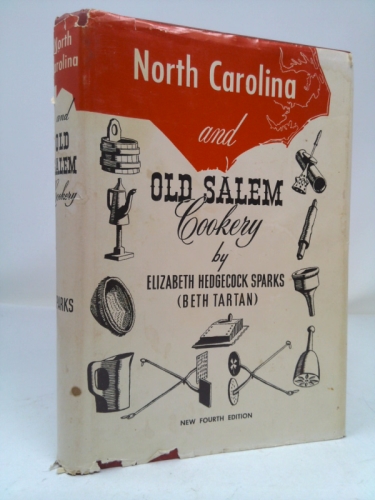 North
Carolina
and
OLD
SALEM
Cookery
SPARKS
North Carolina
and
OLD SALEM
Cookery
by
ELIZABETH HEDGECOCK SPARKS
(BETH TARTAN)
NEW FOURTH EDITION